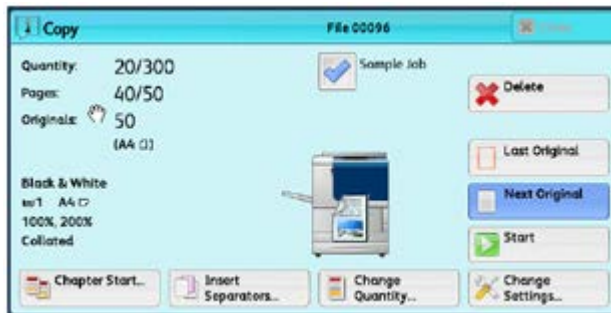 Copy
File 00096
Quantity: 20/300
Pages: 40/50
Originals: 50
(A4)
Sample Job
Delete
Last Original
Next Original
Start
Black & White
1 A4
100%, 200%
Collated
Chapter Start...
Insert
Separators...
Change
Quantity...
Change
Settings...